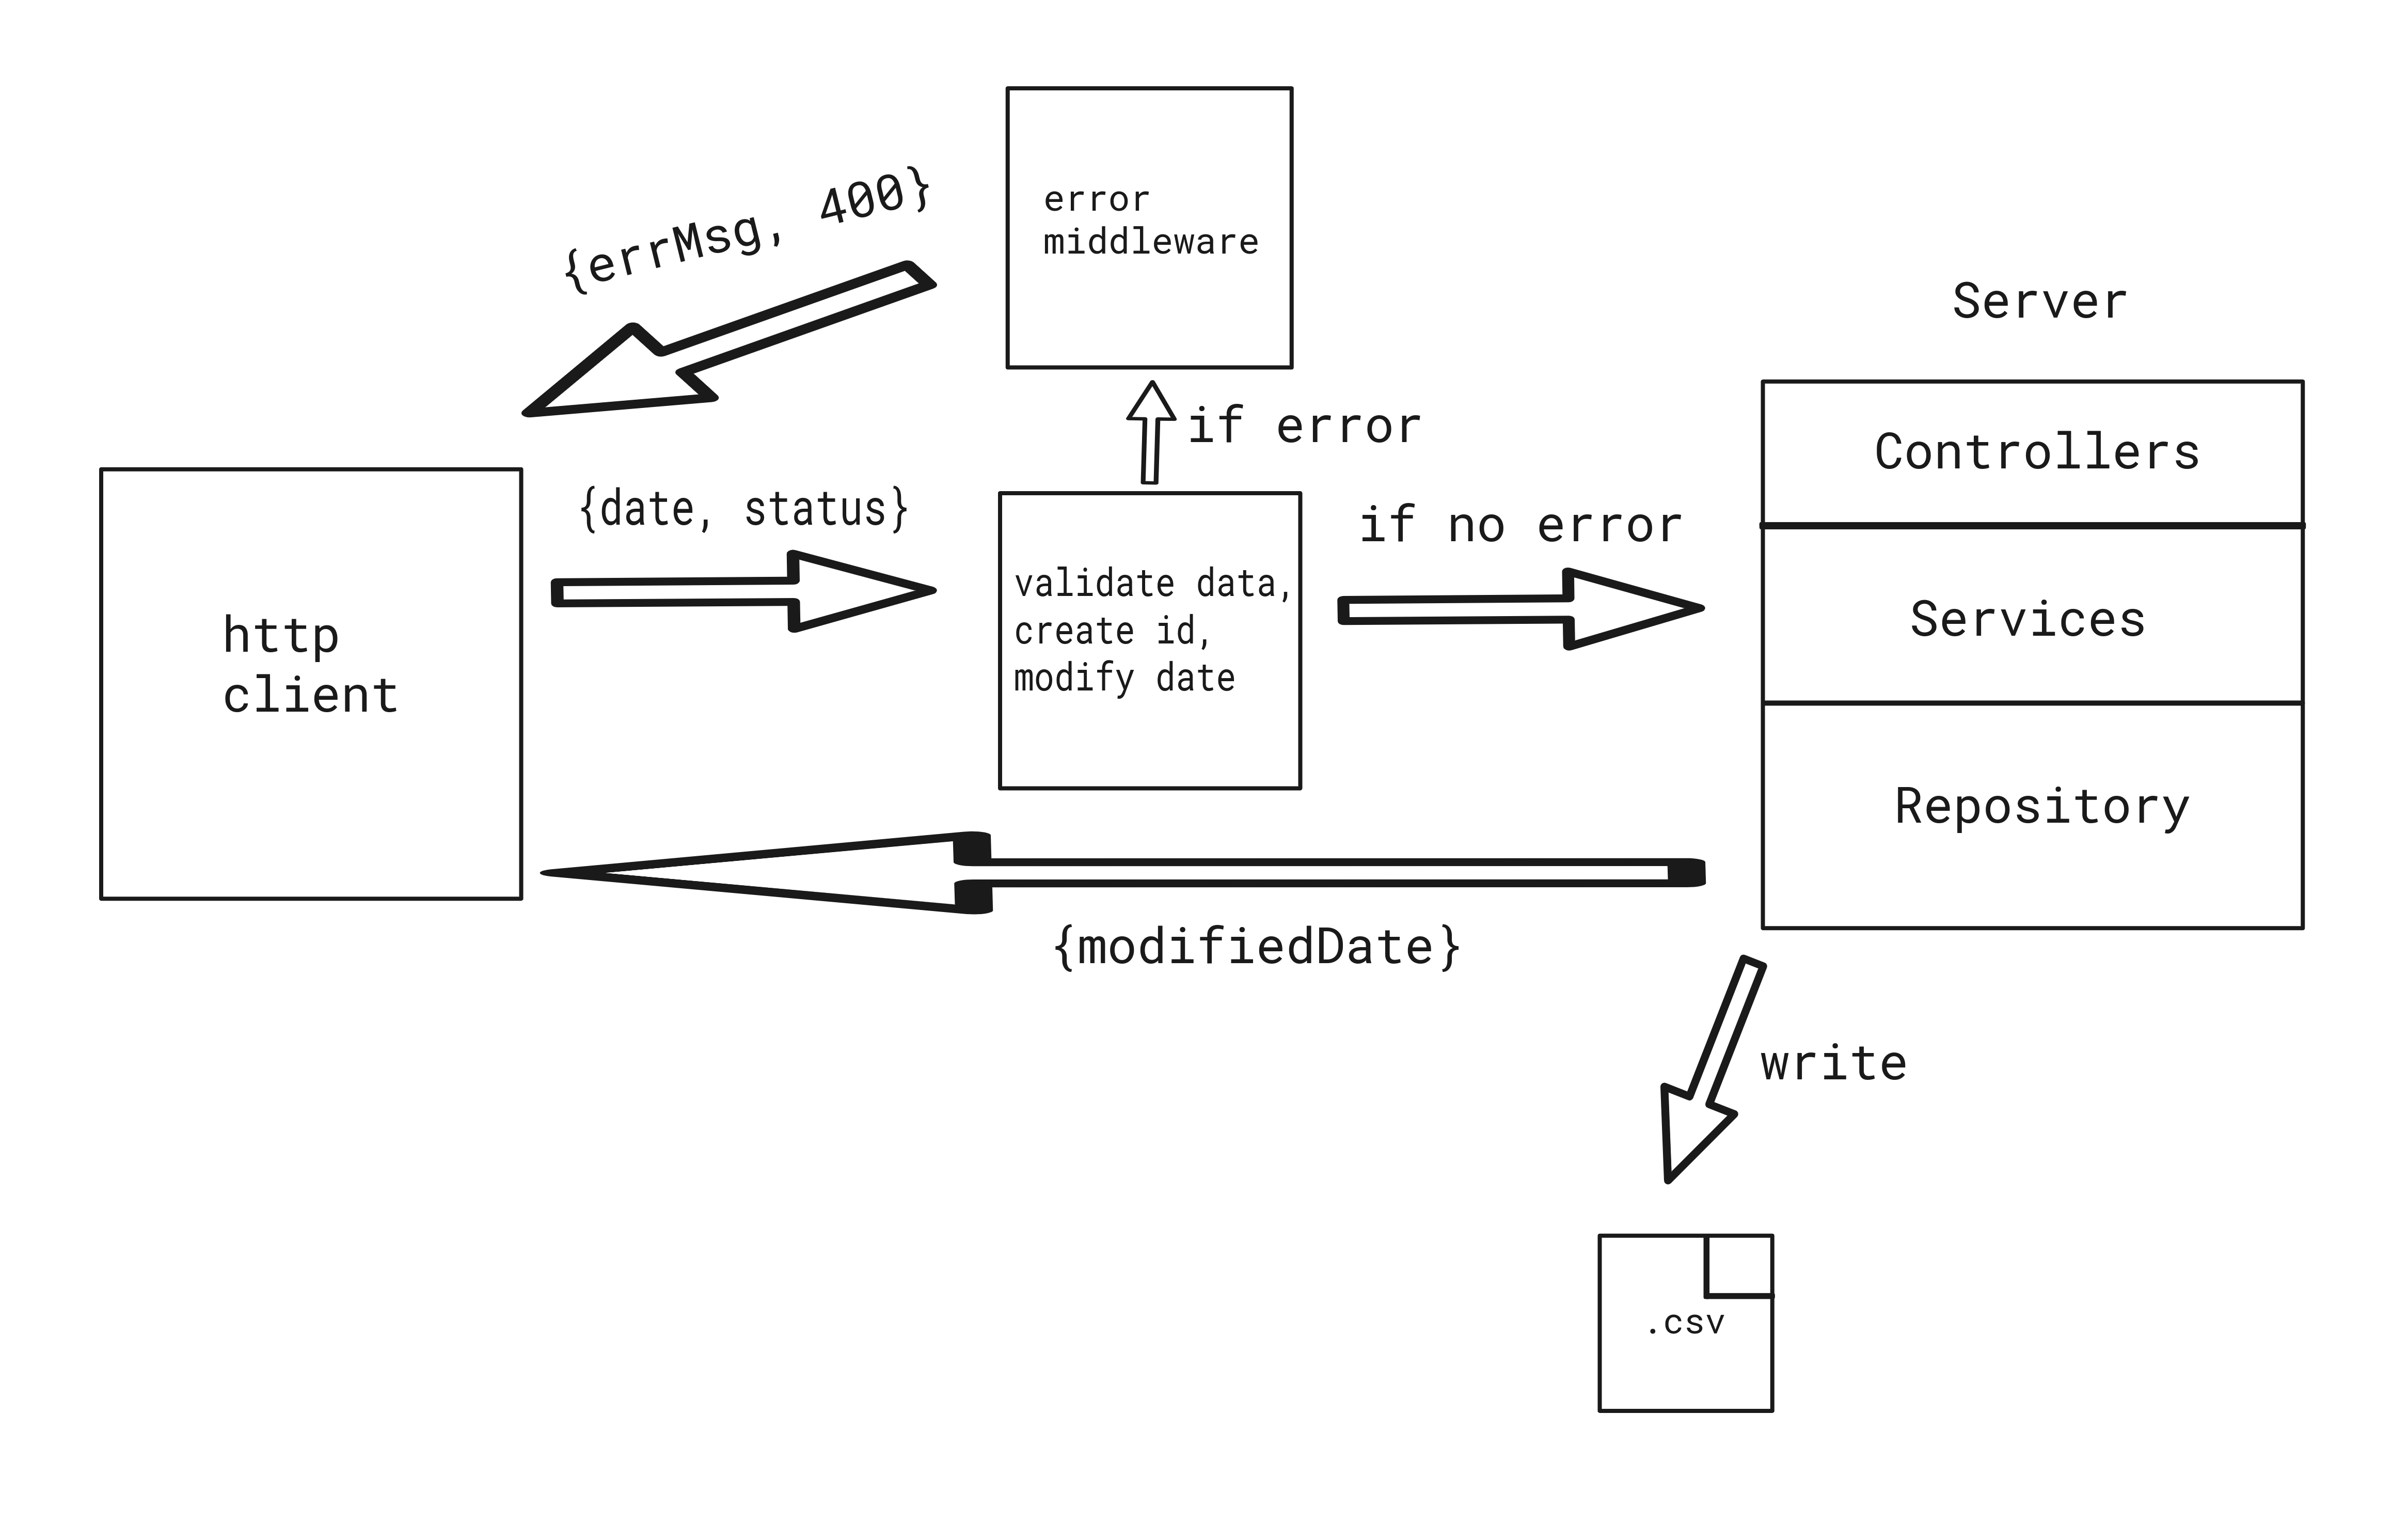 error
middleware
{errMsg, 400}
Server
if error
Controllers
{date, status}
if no error
validate data,
create id,
modify date
http
client
Services
Repository
{modifiedDate}
write
.csv